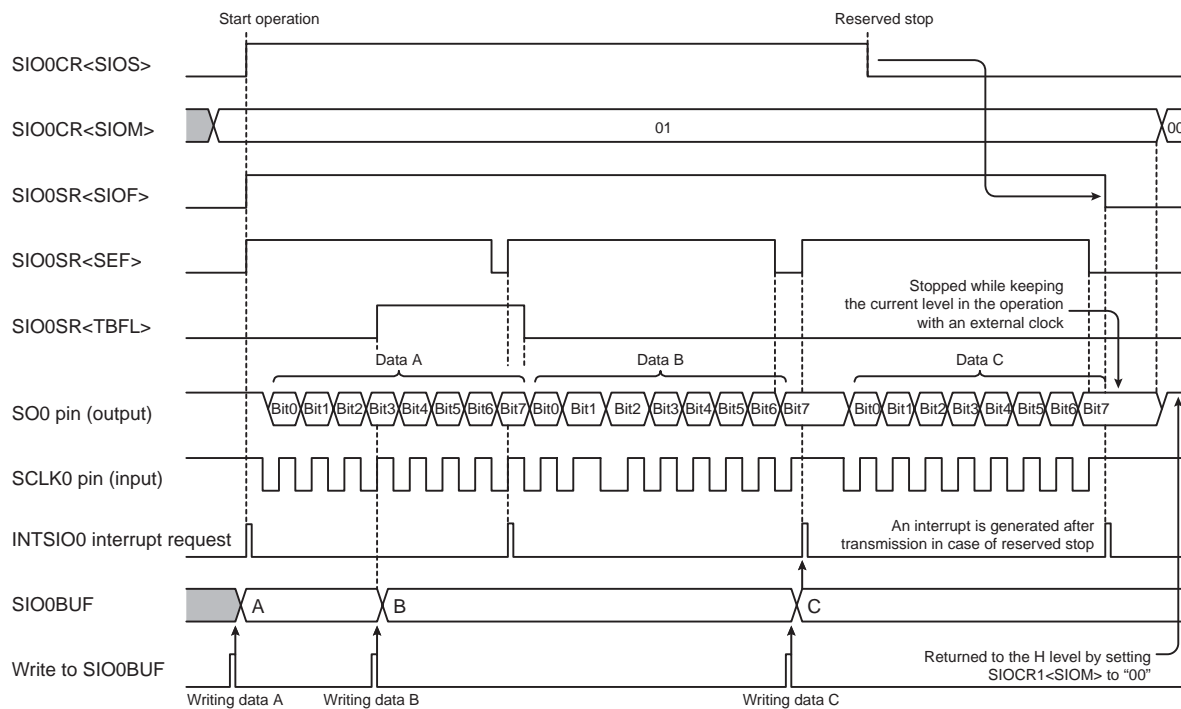 Start operation
Reserved stop
SIO0CR<SIOS>
SIO0CR<SIOM>
01
00
SIO0SR<SIOF>
SIO0SR<SEF>
Stopped while keeping
the current level in the operation
with an external clock
SIO0SR<TBFL>
Data A
Data B
Data C
SO0 pin (output)
Bit0 Bit1 Bit2 Bit3 Bit4 Bit5 Bit6 Bit7 Bit0 Bit1 Bit2 Bit3 Bit4 Bit5 Bit6 Bit7 Bit0 Bit1 Bit2 Bit3 Bit4 Bit5 Bit6 Bit7
SCLK0 pin (input)
INTSIO0 interrupt request
An interrupt is generated after
transmission in case of reserved stop
SIO0BUF
A
B
C
Write to SIO0BUF
Returned to the H level by setting
SIOCR1<SIOM> to “00”
Writing data A
Writing data B
Writing data C